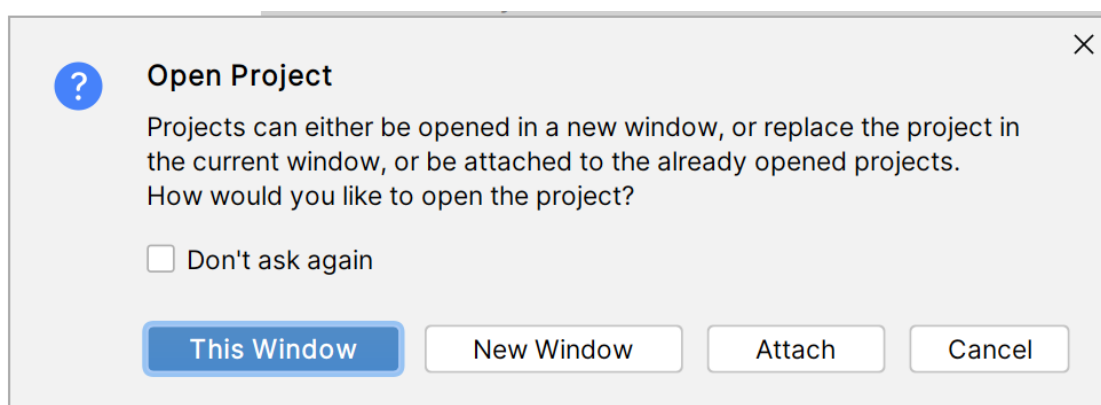 Open Project
Projects can either be opened in a new window, or replace the project in
the current window, or be attached to the already opened projects.
How would you like to open the project?
Don't ask again
This Window New Window Attach Cancel